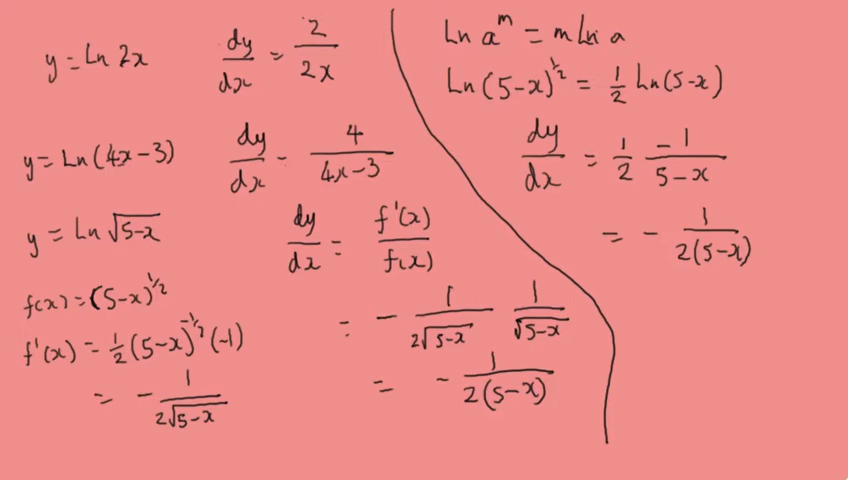 y = Ln 2x    dy/dx = 2/2x
y = Ln(4x-3)    dy/dx - 4/4x-3
y = Ln √5-x    dy/dx = f'(x)/f(x)
f(x) = (5-x)^1/2
f'(x) = 1/2 (5-x)^-1/2 (-1)    = - 1/2√5-x 1/√5-x
= - 1/2√5-x    = - 1/2(5-x)
Ln a^m = m Ln a
Ln(5-x)^1/2 = 1/2 Ln(5-x)
dy/dx = 1/2 -1/5-x
= - 1/2(5-x)